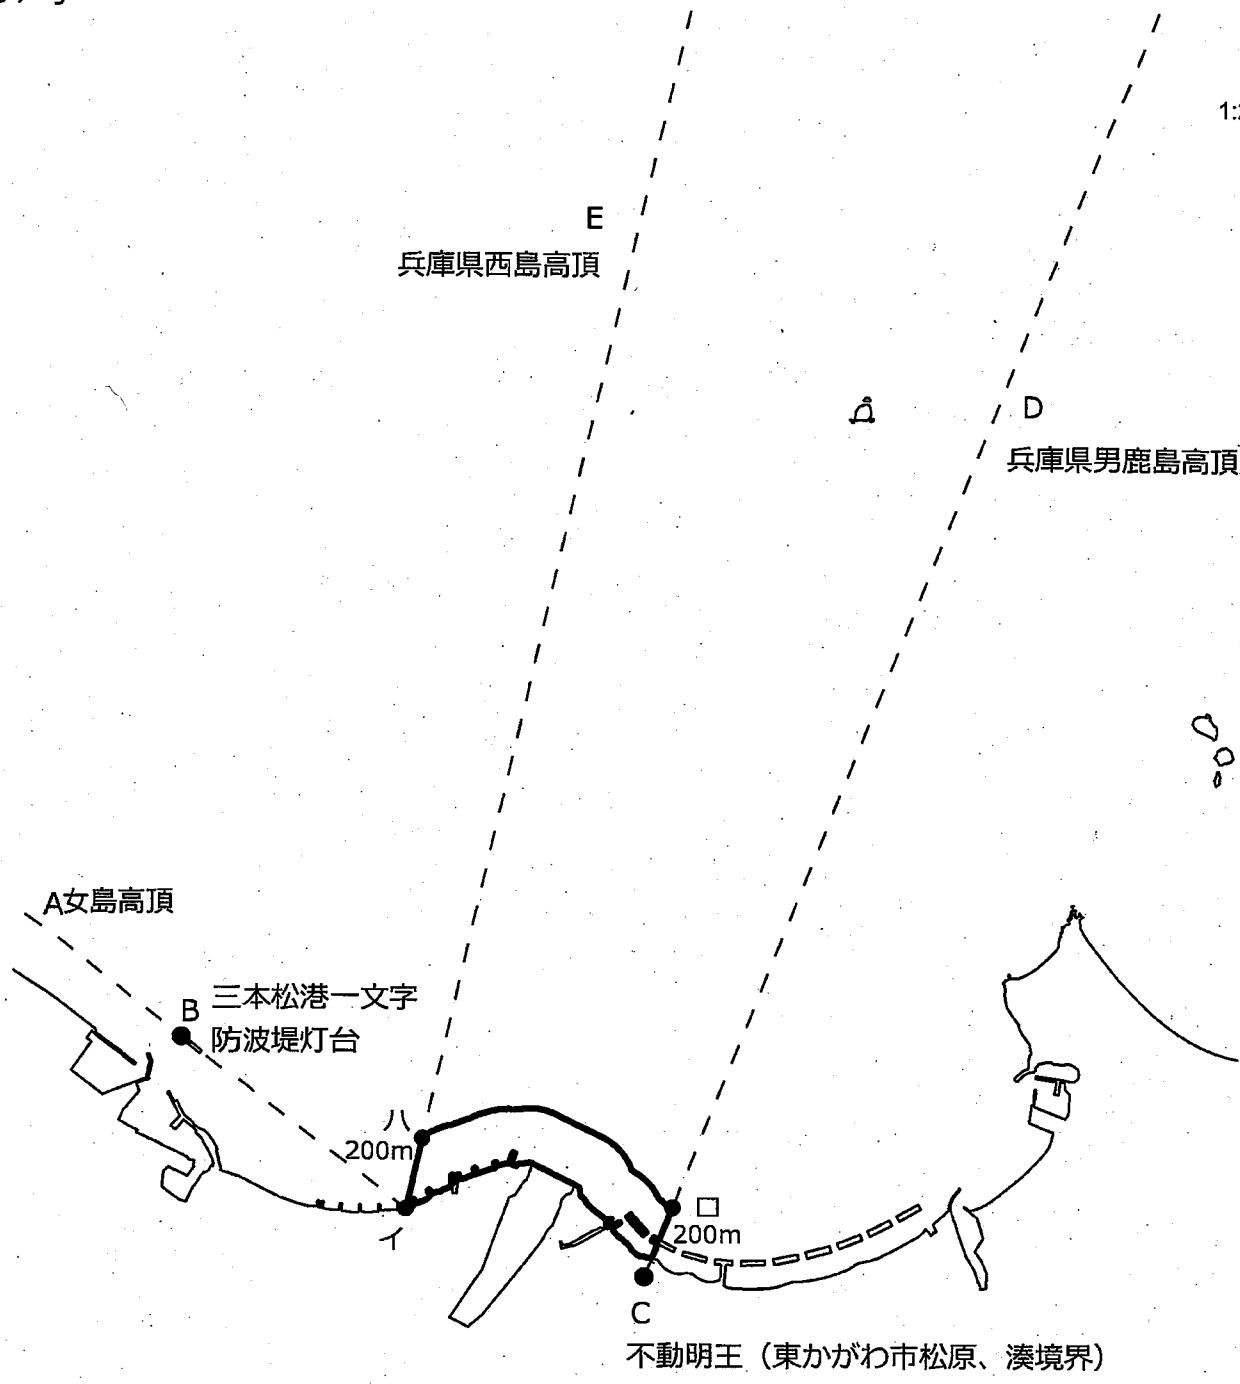 E
兵庫県西島高頂
D
兵庫県男鹿島高頂
A女島高頂
B
三本松港一文字
防波堤灯台
ハ
200m
イ
ロ
200m
C
不動明王（東かがわ市松原、湊境界）